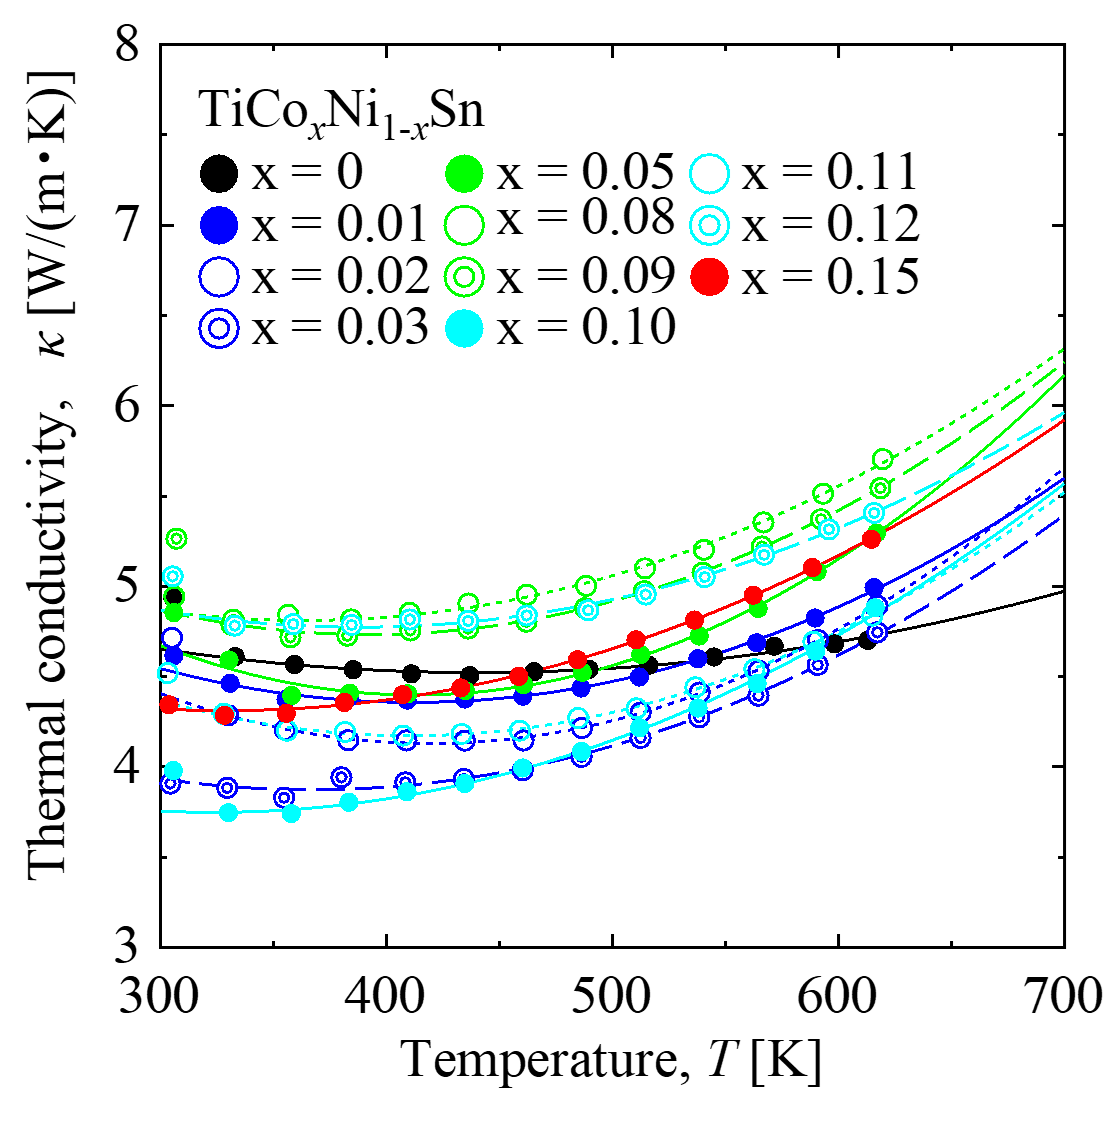 TiCoxNi1-xSn
x = 0
x = 0.01
x = 0.02
x = 0.03
x = 0.05
x = 0.08
x = 0.09
x = 0.10
x = 0.11
x = 0.12
x = 0.15
Thermal conductivity, κ [W/(m・K)]
8
7
6
5
4
3
300 400 500 600 700
Temperature, T [K]